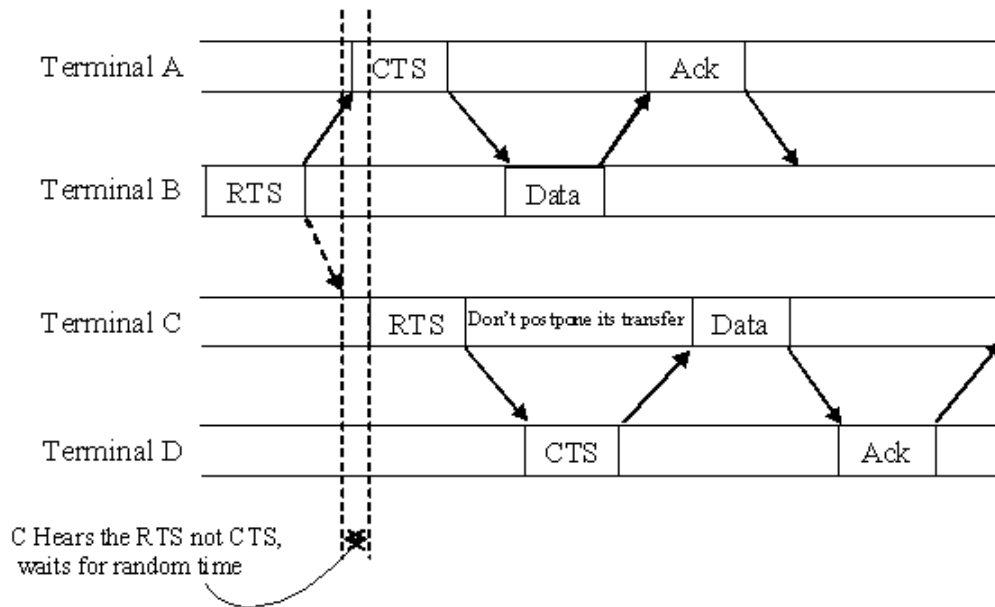 Terminal A CTS Ack
Terminal B RTS Data
Terminal C RTS Don't postpone its transfer Data
Terminal D CTS Ack
C Hears the RTS not CTS,
waits for random time